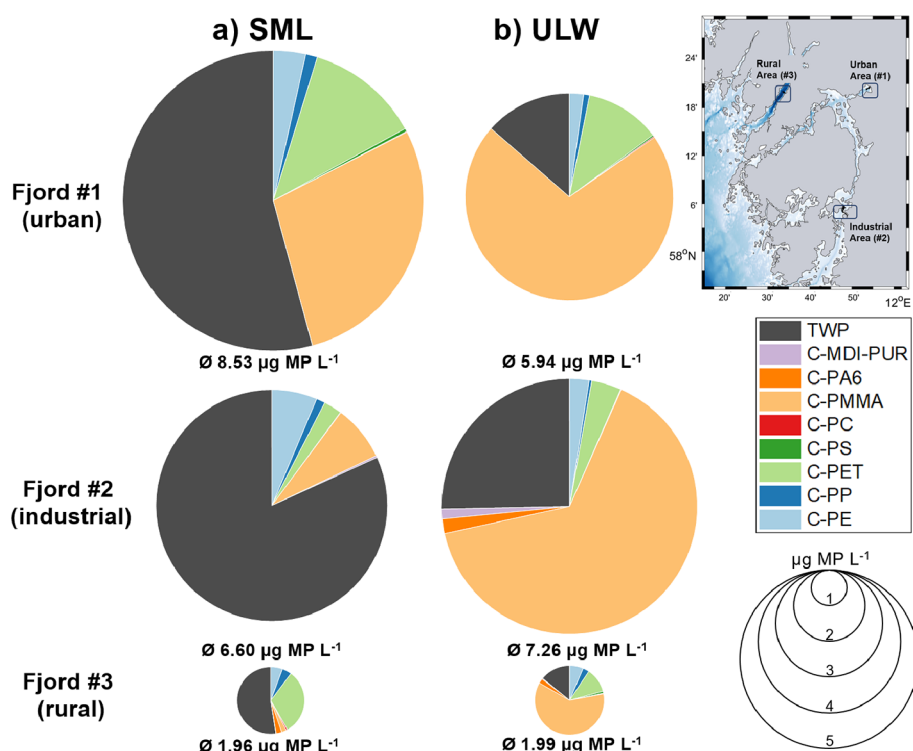 a) SML
b) ULW
24'
18'
12'
6'
58°N
20'
30'
40'
50'
12°E
Rural
Area (#3)
Urban
Area (#1)
Industrial
Area (#2)
Fjord #1
(urban)
Ø 8.53 µg MP L⁻¹
5.94 µg MP L⁻¹
TWP
C-MDI-PUR
C-PA6
C-PMMA
C-PC
C-PS
C-PET
C-PP
C-PE
Fjord #2
(industrial)
Ø 6.60 µg MP L⁻¹
Ø 7.26 µg MP L⁻¹
µg MP L⁻¹
1
2
3
4
5
Fjord #3
(rural)
Ø 1.96 µg MP L⁻¹
Ø 1.99 µg MP L⁻¹